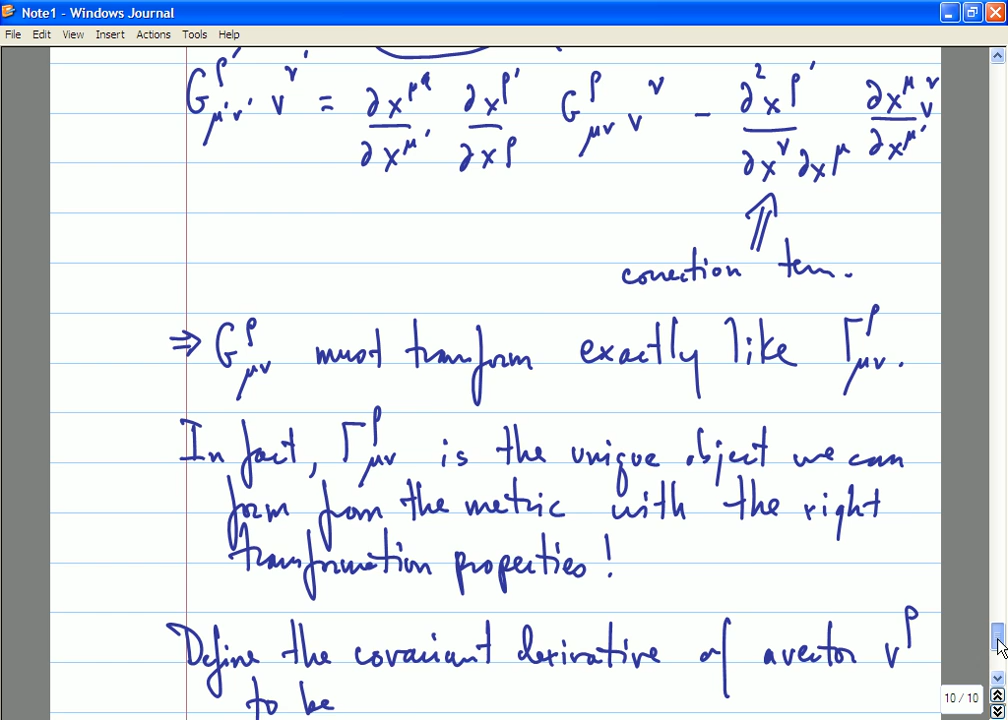 Note1 - Windows Journal
File Edit View Insert Actions Tools Help
G^ρ'_μ'ν' v^ν' = ∂x^μ/∂x^μ' ∂x^ρ'/∂x^ρ G^ρ_μν v^ν - ∂²x^ρ'/∂x^ν∂x^μ ∂x^μ/∂x^μ' v^ν
⇑
correction term.
⇒ G^ρ_μν must transform exactly like Γ^ρ_μν.
In fact, Γ^ρ_μν is the unique object we can
form from the metric with the right
transformation properties!
Define the covariant derivative of a vector v^ρ
to be
10 / 10